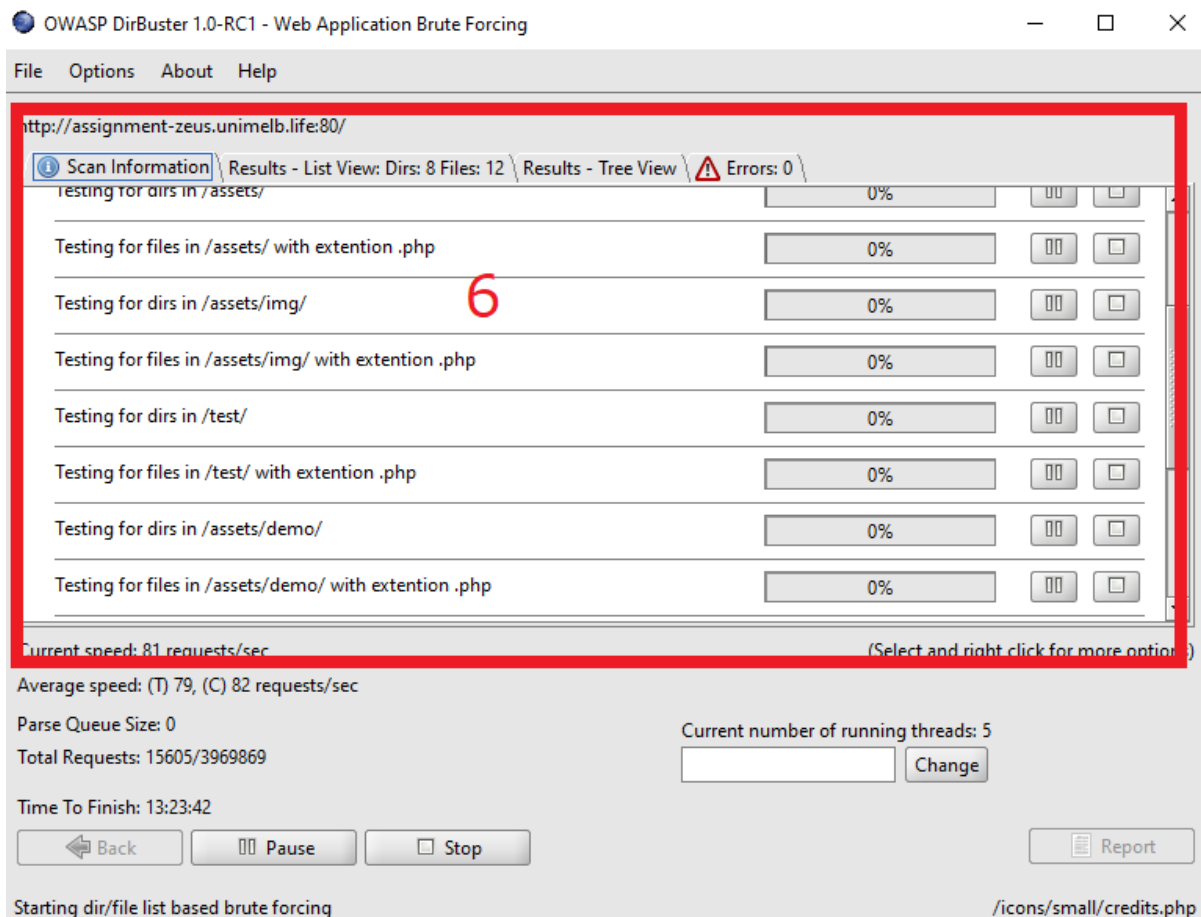 OWASP DirBuster 1.0-RC1 - Web Application Brute Forcing
File Options About Help
http://assignment-zeus.unimelb.life:80/
Scan Information Results - List View: Dirs: 8 Files: 12 Results - Tree View Errors: 0
Testing for dirs in /assets/ 0%
Testing for files in /assets/ with extention .php 0%
6
Testing for dirs in /assets/img/ 0%
Testing for files in /assets/img/ with extention .php 0%
Testing for dirs in /test/ 0%
Testing for files in /test/ with extention .php 0%
Testing for dirs in /assets/demo/ 0%
Testing for files in /assets/demo/ with extention .php 0%
Current speed: 81 requests/sec (Select and right click for more options)
Average speed: (T) 79, (C) 82 requests/sec
Parse Queue Size: 0 Current number of running threads: 5
Total Requests: 15605/3969869 Change
Time To Finish: 13:23:42
Back Pause Stop Report
Starting dir/file list based brute forcing /icons/small/credits.php